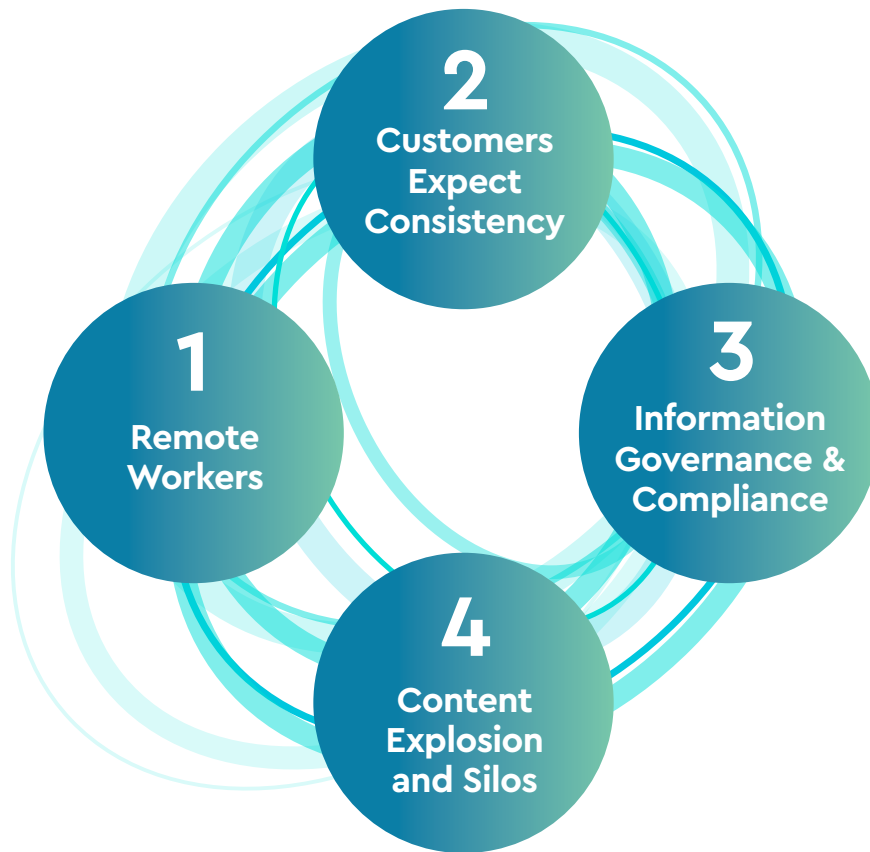 1
Remote
Workers
2
Customers
Expect
Consistency
3
Information
Governance &
Compliance
4
Content
Explosion
and Silos